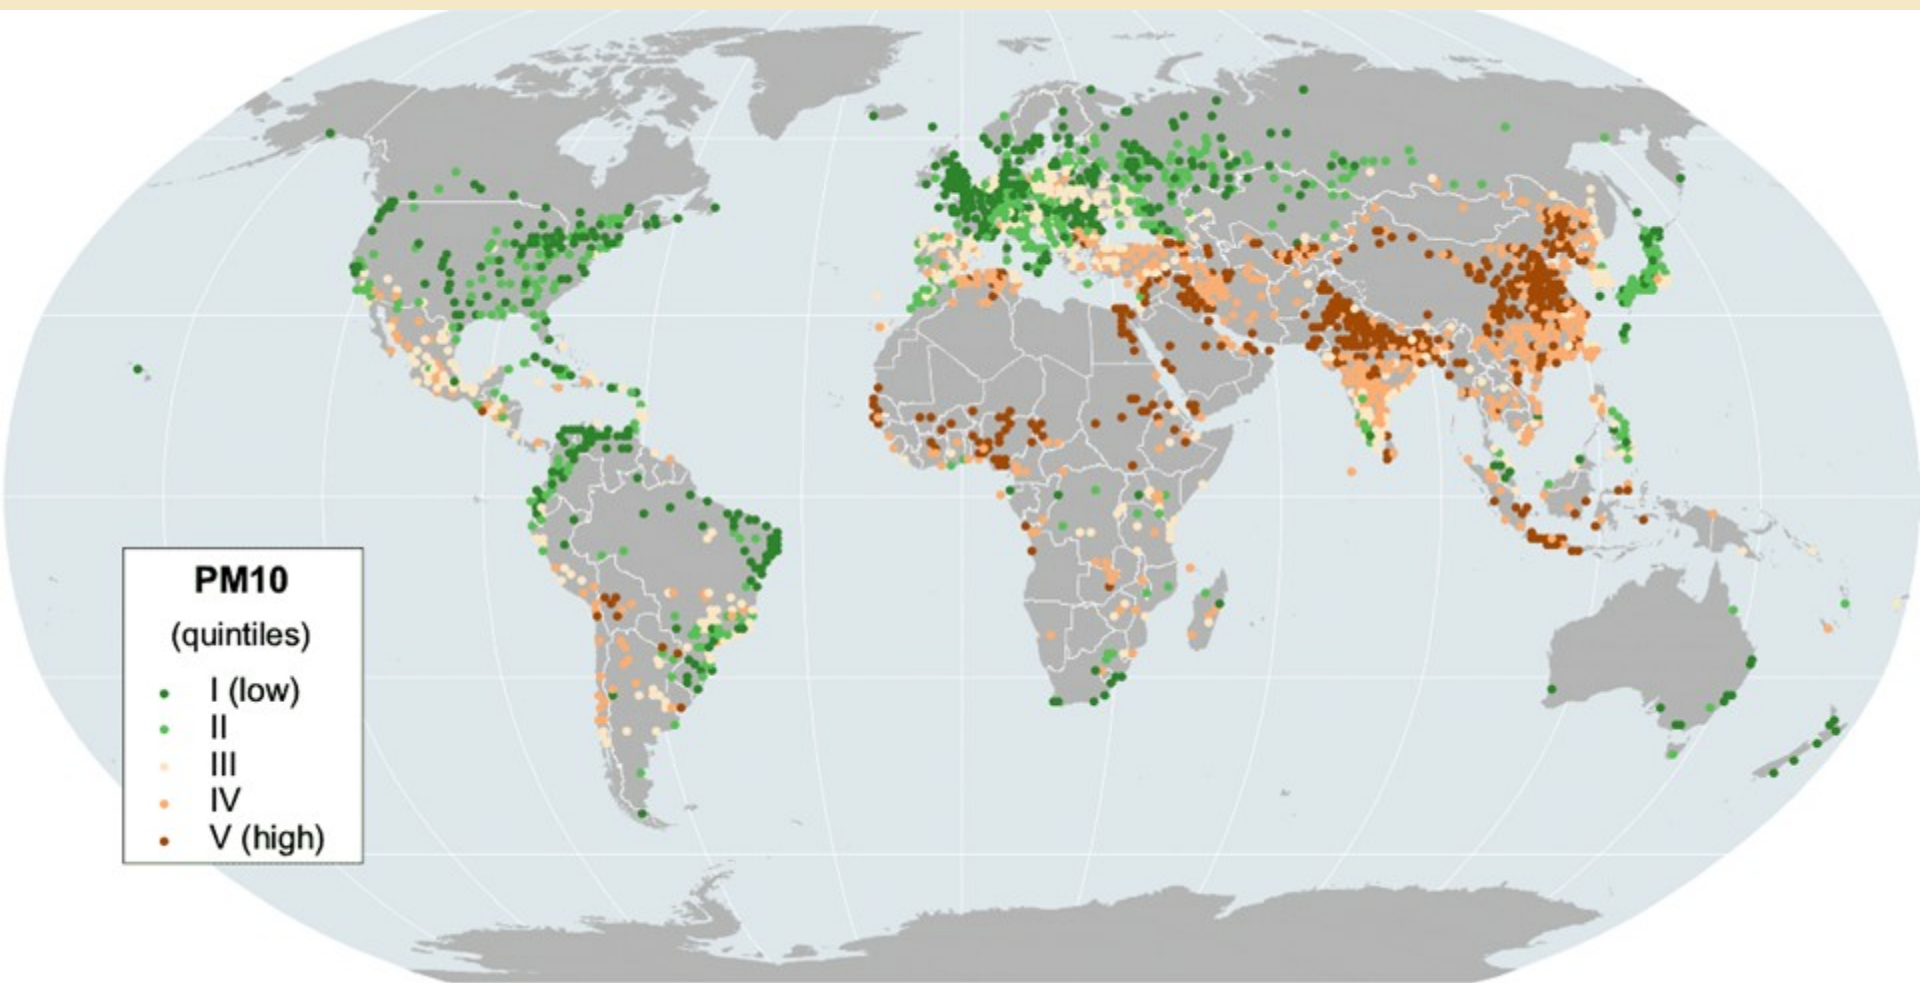 PM10
(quintiles)
I (low)
II
III
IV
V (high)